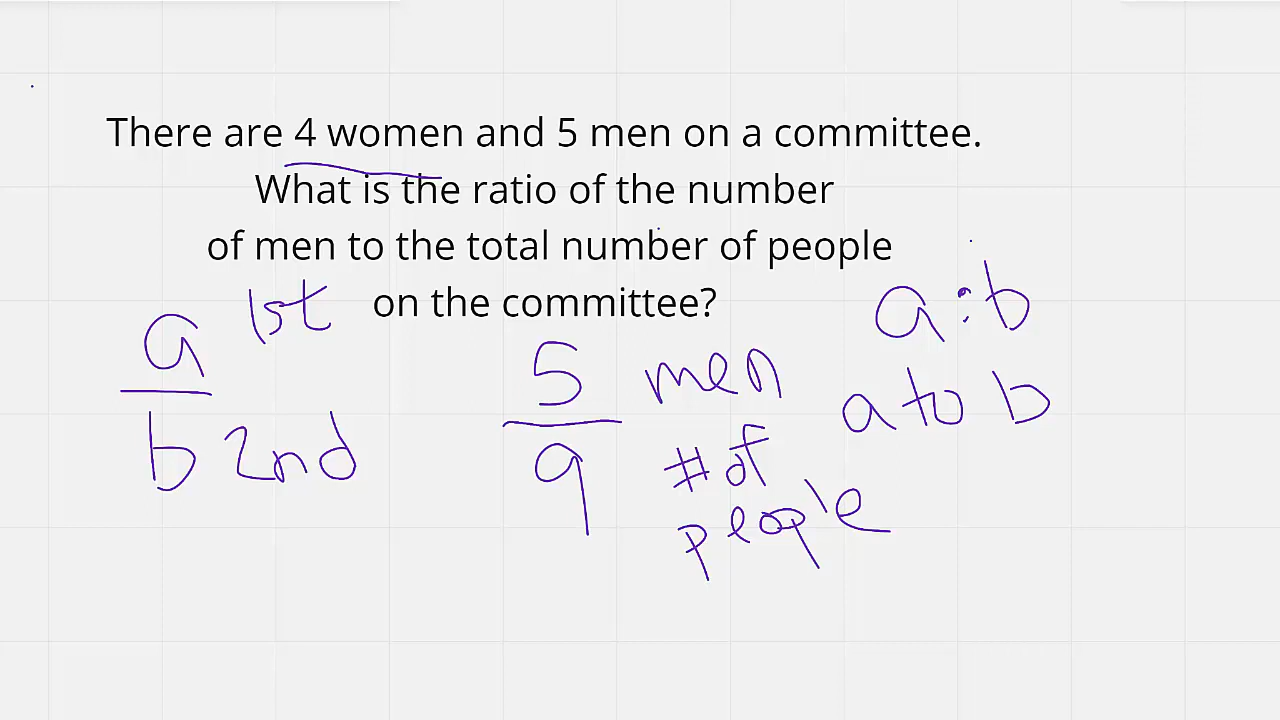 There are 4 women and 5 men on a committee.
What is the ratio of the number
of men to the total number of people
on the committee?
a 1st
b 2nd
5 men
9 # of
people
a:b
a to b